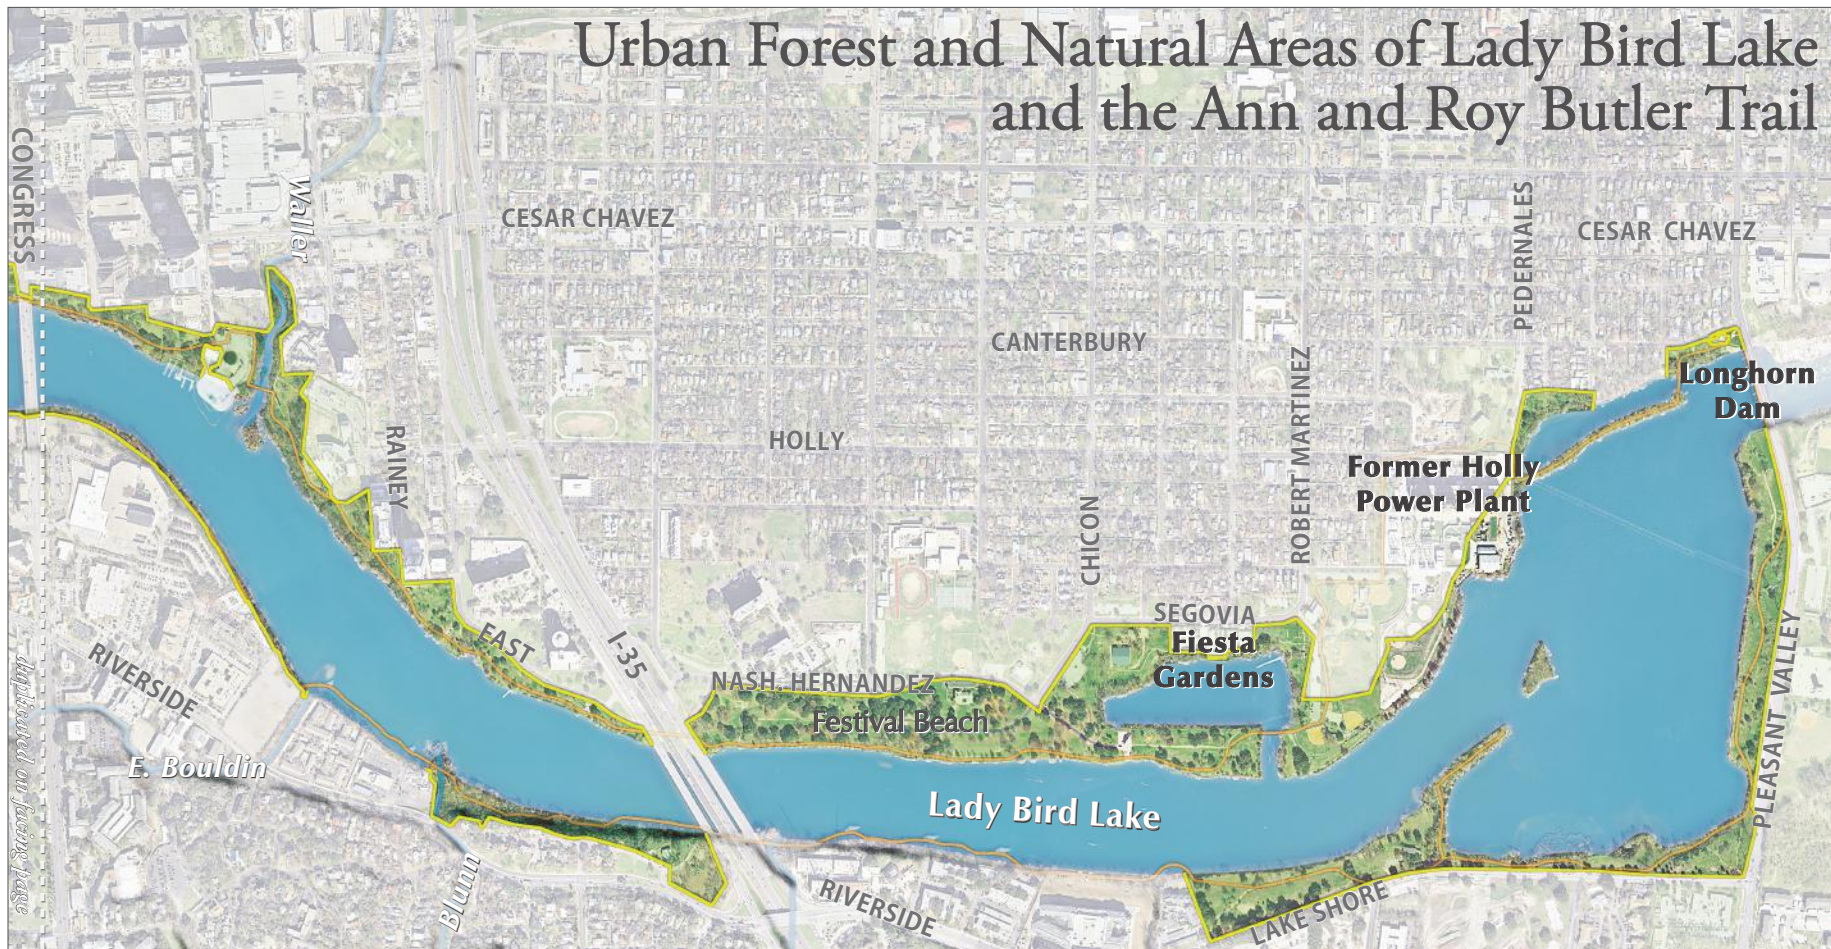 Urban Forest and Natural Areas of Lady Bird Lake
and the Ann and Roy Butler Trail
CONGRESS
Waller
CESAR CHAVEZ
PEDERNALES
CESAR CHAVEZ
CANTERBURY
ROBERT MARTINEZ
Longhorn
Dam
RAINEY
HOLLY
Former Holly
Power Plant
CHICON
SEGOVIA
Fiesta
Gardens
EAST
I-35
NASH. HERNANDEZ
Festival Beach
RIVERSIDE
E. Bouldin
Lady Bird Lake
PLEASANT VALLEY
duplicated on facing page
Blunn
RIVERSIDE
LAKE SHORE